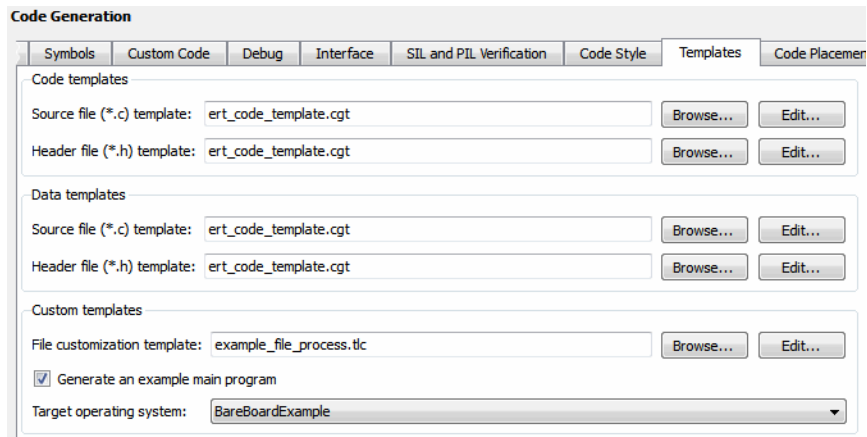 Code Generation
Symbols Custom Code Debug Interface SIL and PIL Verification Code Style Templates Code Placemen
Code templates
Source file (*.c) template: ert_code_template.cgt Browse... Edit...
Header file (*.h) template: ert_code_template.cgt Browse... Edit...
Data templates
Source file (*.c) template: ert_code_template.cgt Browse... Edit...
Header file (*.h) template: ert_code_template.cgt Browse... Edit...
Custom templates
File customization template: example_file_process.tlc Browse... Edit...
Generate an example main program
Target operating system: BareBoardExample